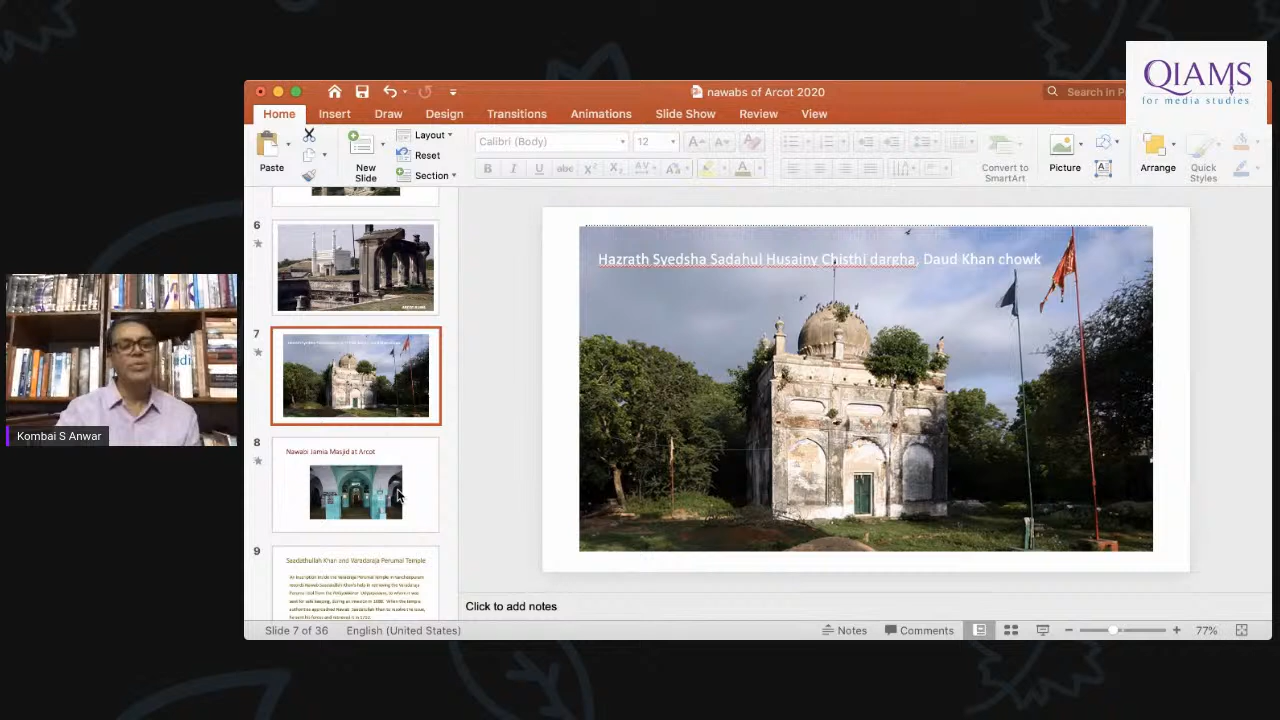 QIAMS
for media studies
nawabs of Arcot 2020
Search in P
Home Insert Draw Design Transitions Animations Slide Show Review View
Paste
New Slide
Layout
Reset
Section
Calibri (Body) 12
Convert to SmartArt
Picture
Arrange
Quick Styles
6
7
8
Nawabi Jamia Masjid at Arcot
9
Saadathullah Khan and Varadaraja Perumal Temple
Hazrath Syedsha Sadahul Husainy Chisthi dargha, Daud Khan chowk
Kombai S Anwar
Click to add notes
Slide 7 of 36 English (United States) Notes Comments 77%